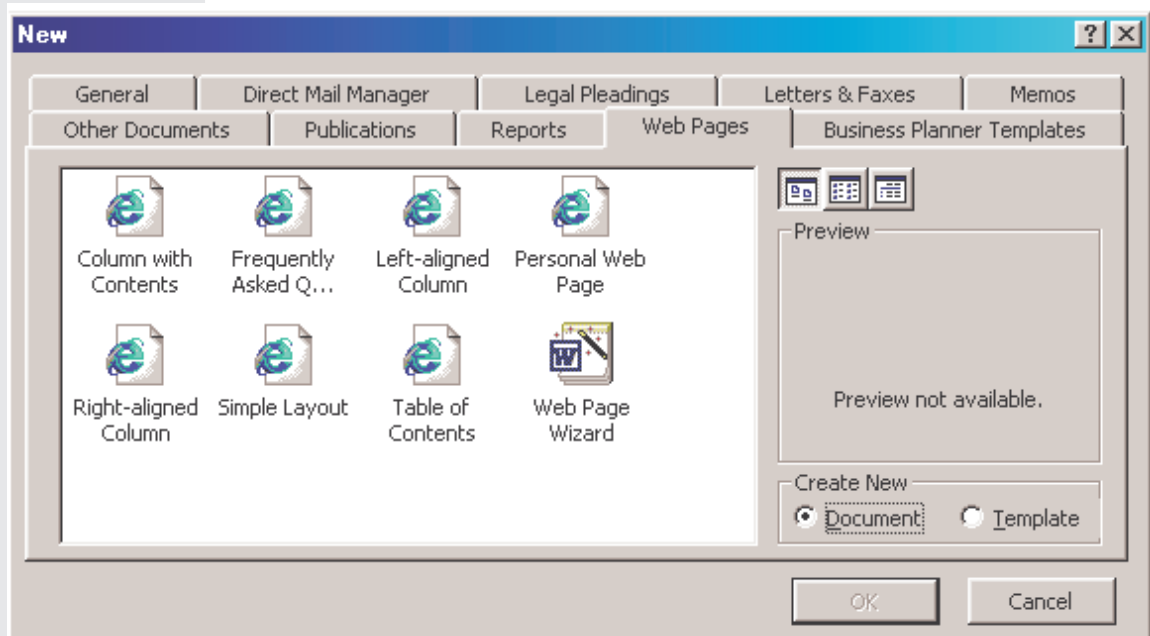 New
General Direct Mail Manager Legal Pleadings Letters & Faxes Memos
Other Documents Publications Reports Web Pages Business Planner Templates
Column with Contents
Frequently Asked Q...
Left-aligned Column
Personal Web Page
Right-aligned Column
Simple Layout
Table of Contents
Web Page Wizard
Preview
Preview not available.
Create New
Document Template
OK Cancel